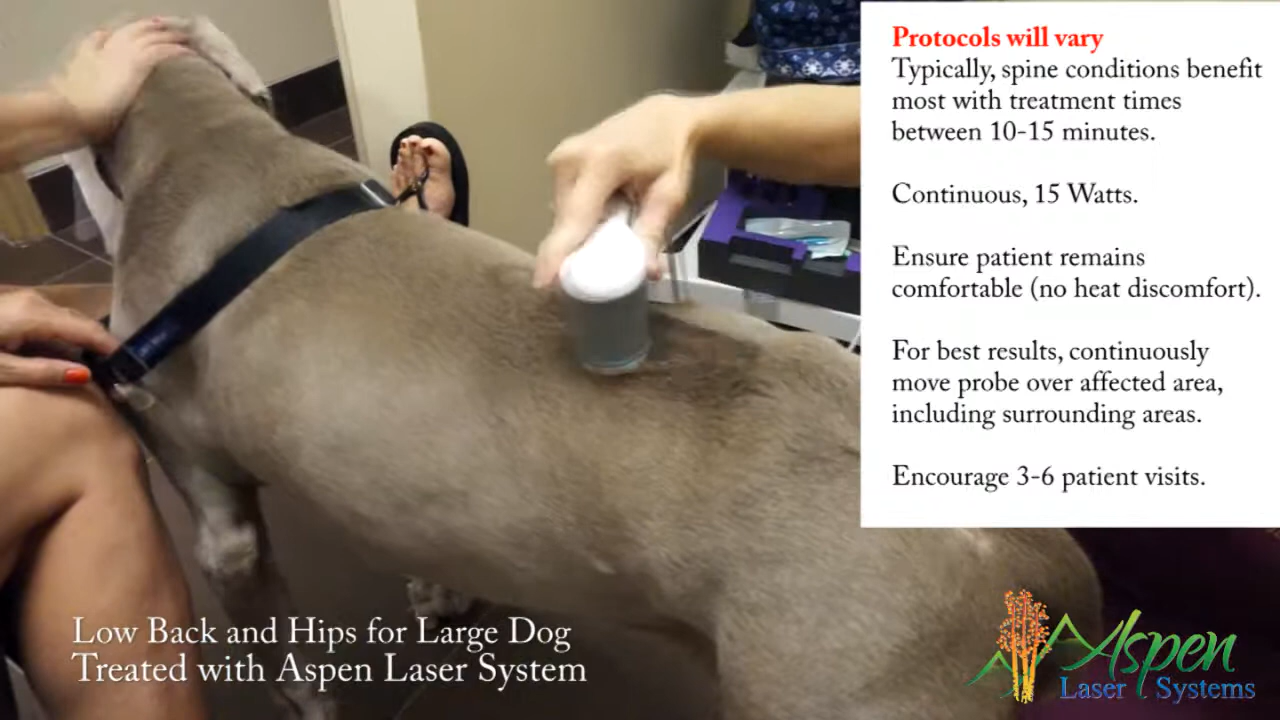 Protocols will vary
Typically, spine conditions benefit
most with treatment times
between 10-15 minutes.
Continuous, 15 Watts.
Ensure patient remains
comfortable (no heat discomfort).
For best results, continuously
move probe over affected area,
including surrounding areas.
Encourage 3-6 patient visits.
Low Back and Hips for Large Dog
Treated with Aspen Laser System
Aspen
Laser Systems